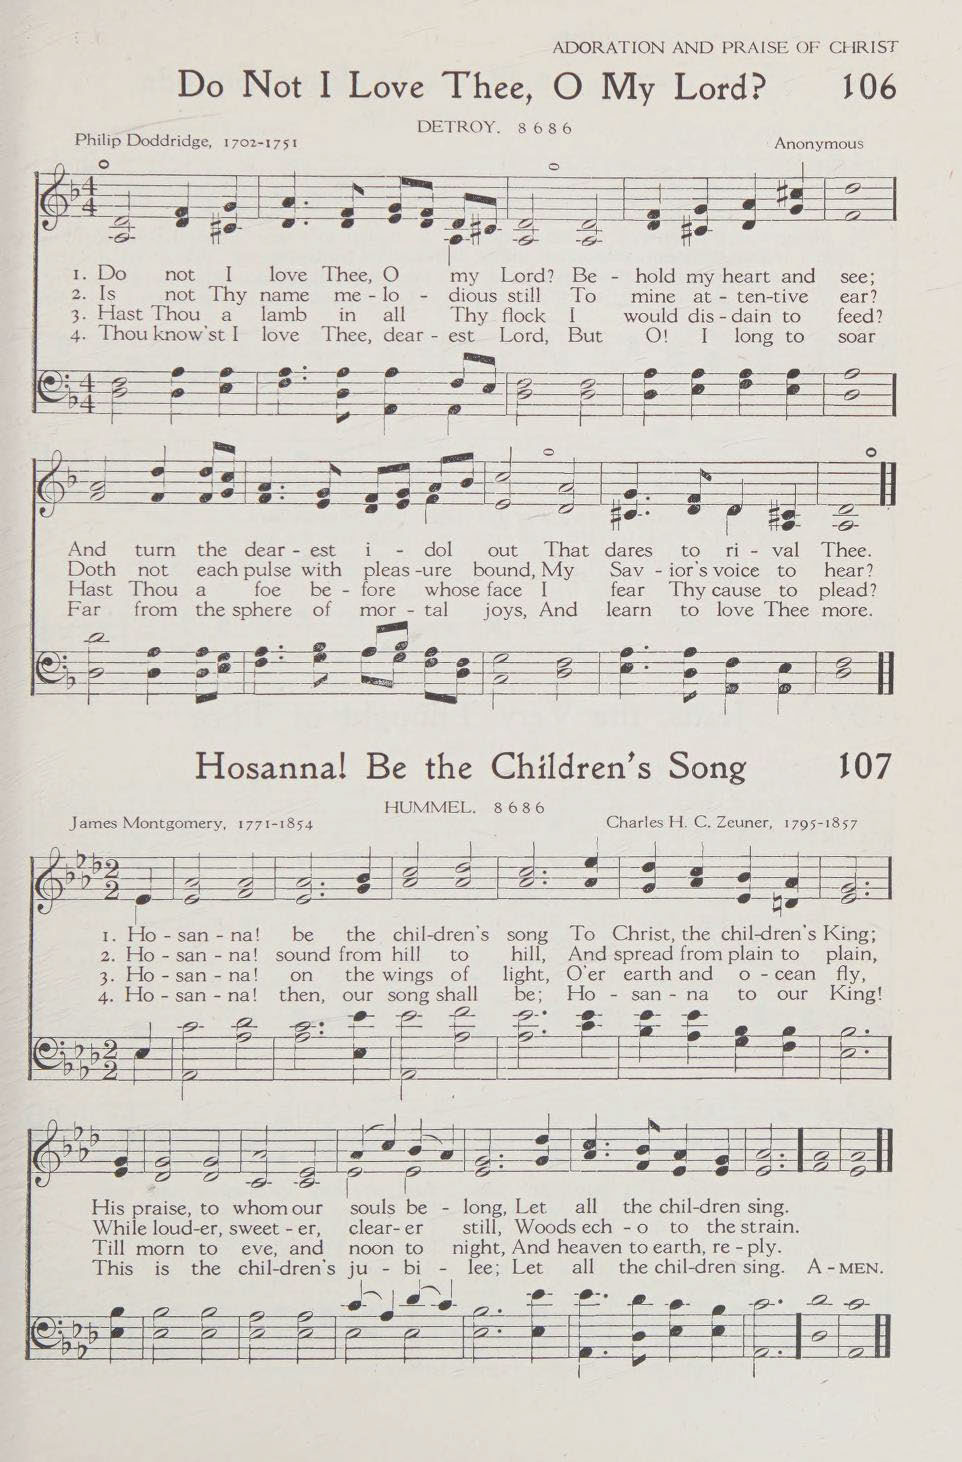 ADORATION AND PRAISE OF CHRIST
Do Not I Love Thee, O My Lord? 106
DETROY. 8 6 8 6
Philip Doddridge, 1702-1751 Anonymous
1. Do not I love Thee, O my Lord? Be - hold my heart and see;
2. Is not Thy name me - lo - dious still To mine at - ten-tive ear?
3. Hast Thou a lamb in all Thy flock I would dis - dain to feed?
4. Thou know'st I love Thee, dear - est Lord, But O! I long to soar
And turn the dear - est i - dol out That dares to ri - val Thee.
Doth not each pulse with pleas -ure bound, My Sav - ior's voice to hear?
Hast Thou a foe be - fore whose face I fear Thy cause to plead?
Far from the sphere of mor - tal joys, And learn to love Thee more.
Hosanna! Be the Children's Song 107
HUMMEL. 8 6 8 6
James Montgomery, 1771-1854 Charles H. C. Zeuner, 1795-1857
1. Ho - san - na! be the chil-dren's song To Christ, the chil-dren's King;
2. Ho - san - na! sound from hill to hill, And spread from plain to plain,
3. Ho - san - na! on the wings of light, O'er earth and o - cean fly,
4. Ho - san - na! then, our song shall be; Ho - san - na to our King!
His praise, to whom our souls be - long, Let all the chil-dren sing.
While loud-er, sweet - er, clear- er still, Woods ech - o to the strain.
Till morn to eve, and noon to night, And heaven to earth, re - ply.
This is the chil-dren's ju - bi - lee; Let all the chil-dren sing. A - MEN.